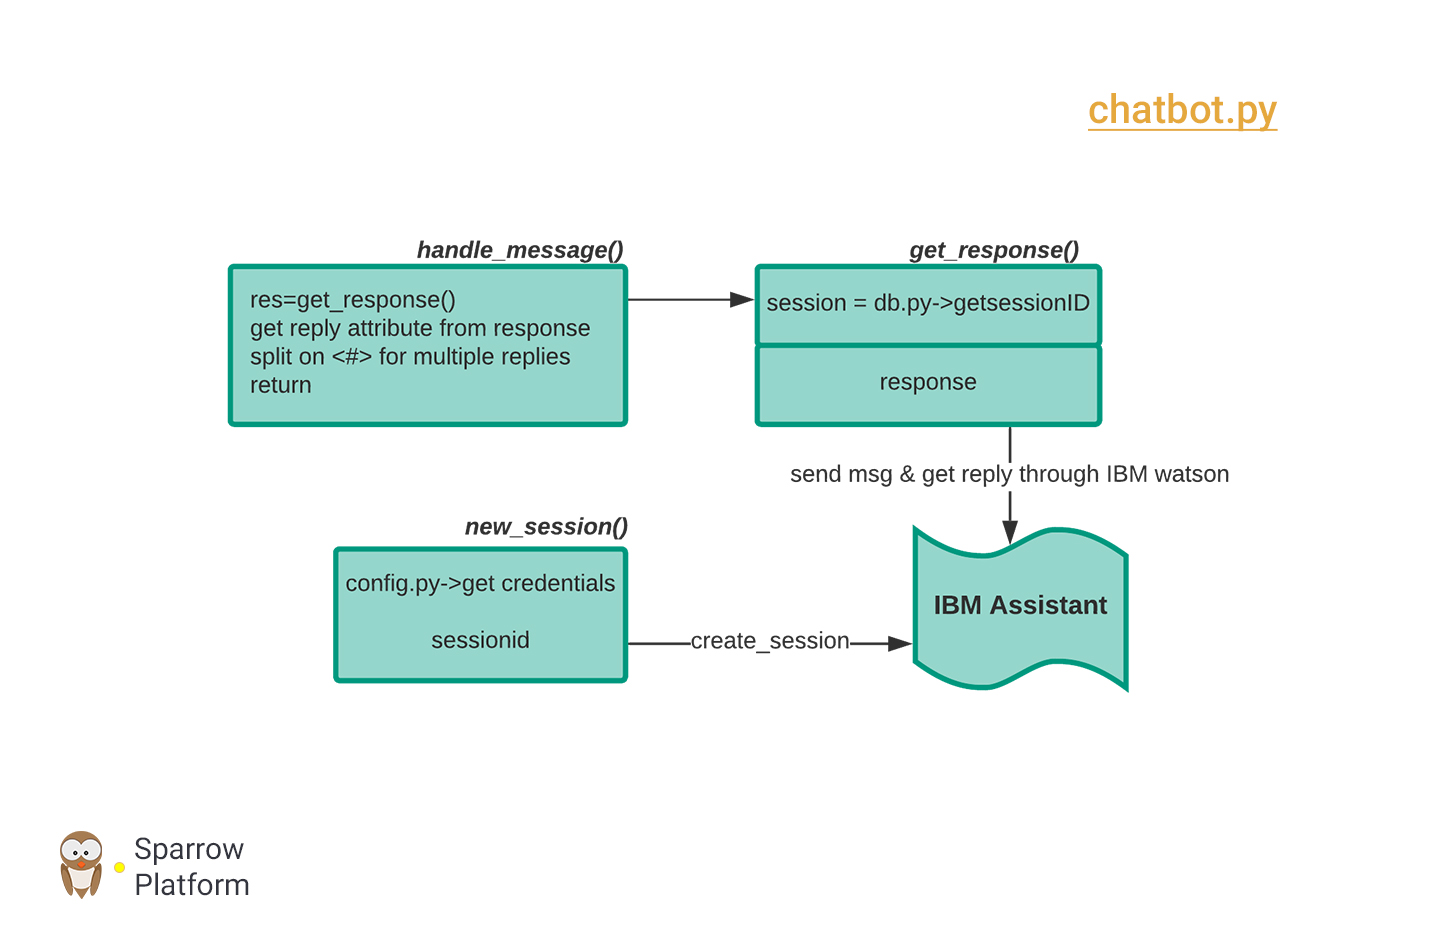 chatbot.py
handle_message()
res=get_response()
get reply attribute from response
split on <#> for multiple replies
return
get_response()
session = db.py->getsessionID
response
send msg & get reply through IBM watson
new_session()
config.py->get credentials
sessionid
create_session
IBM Assistant
Sparrow
Platform